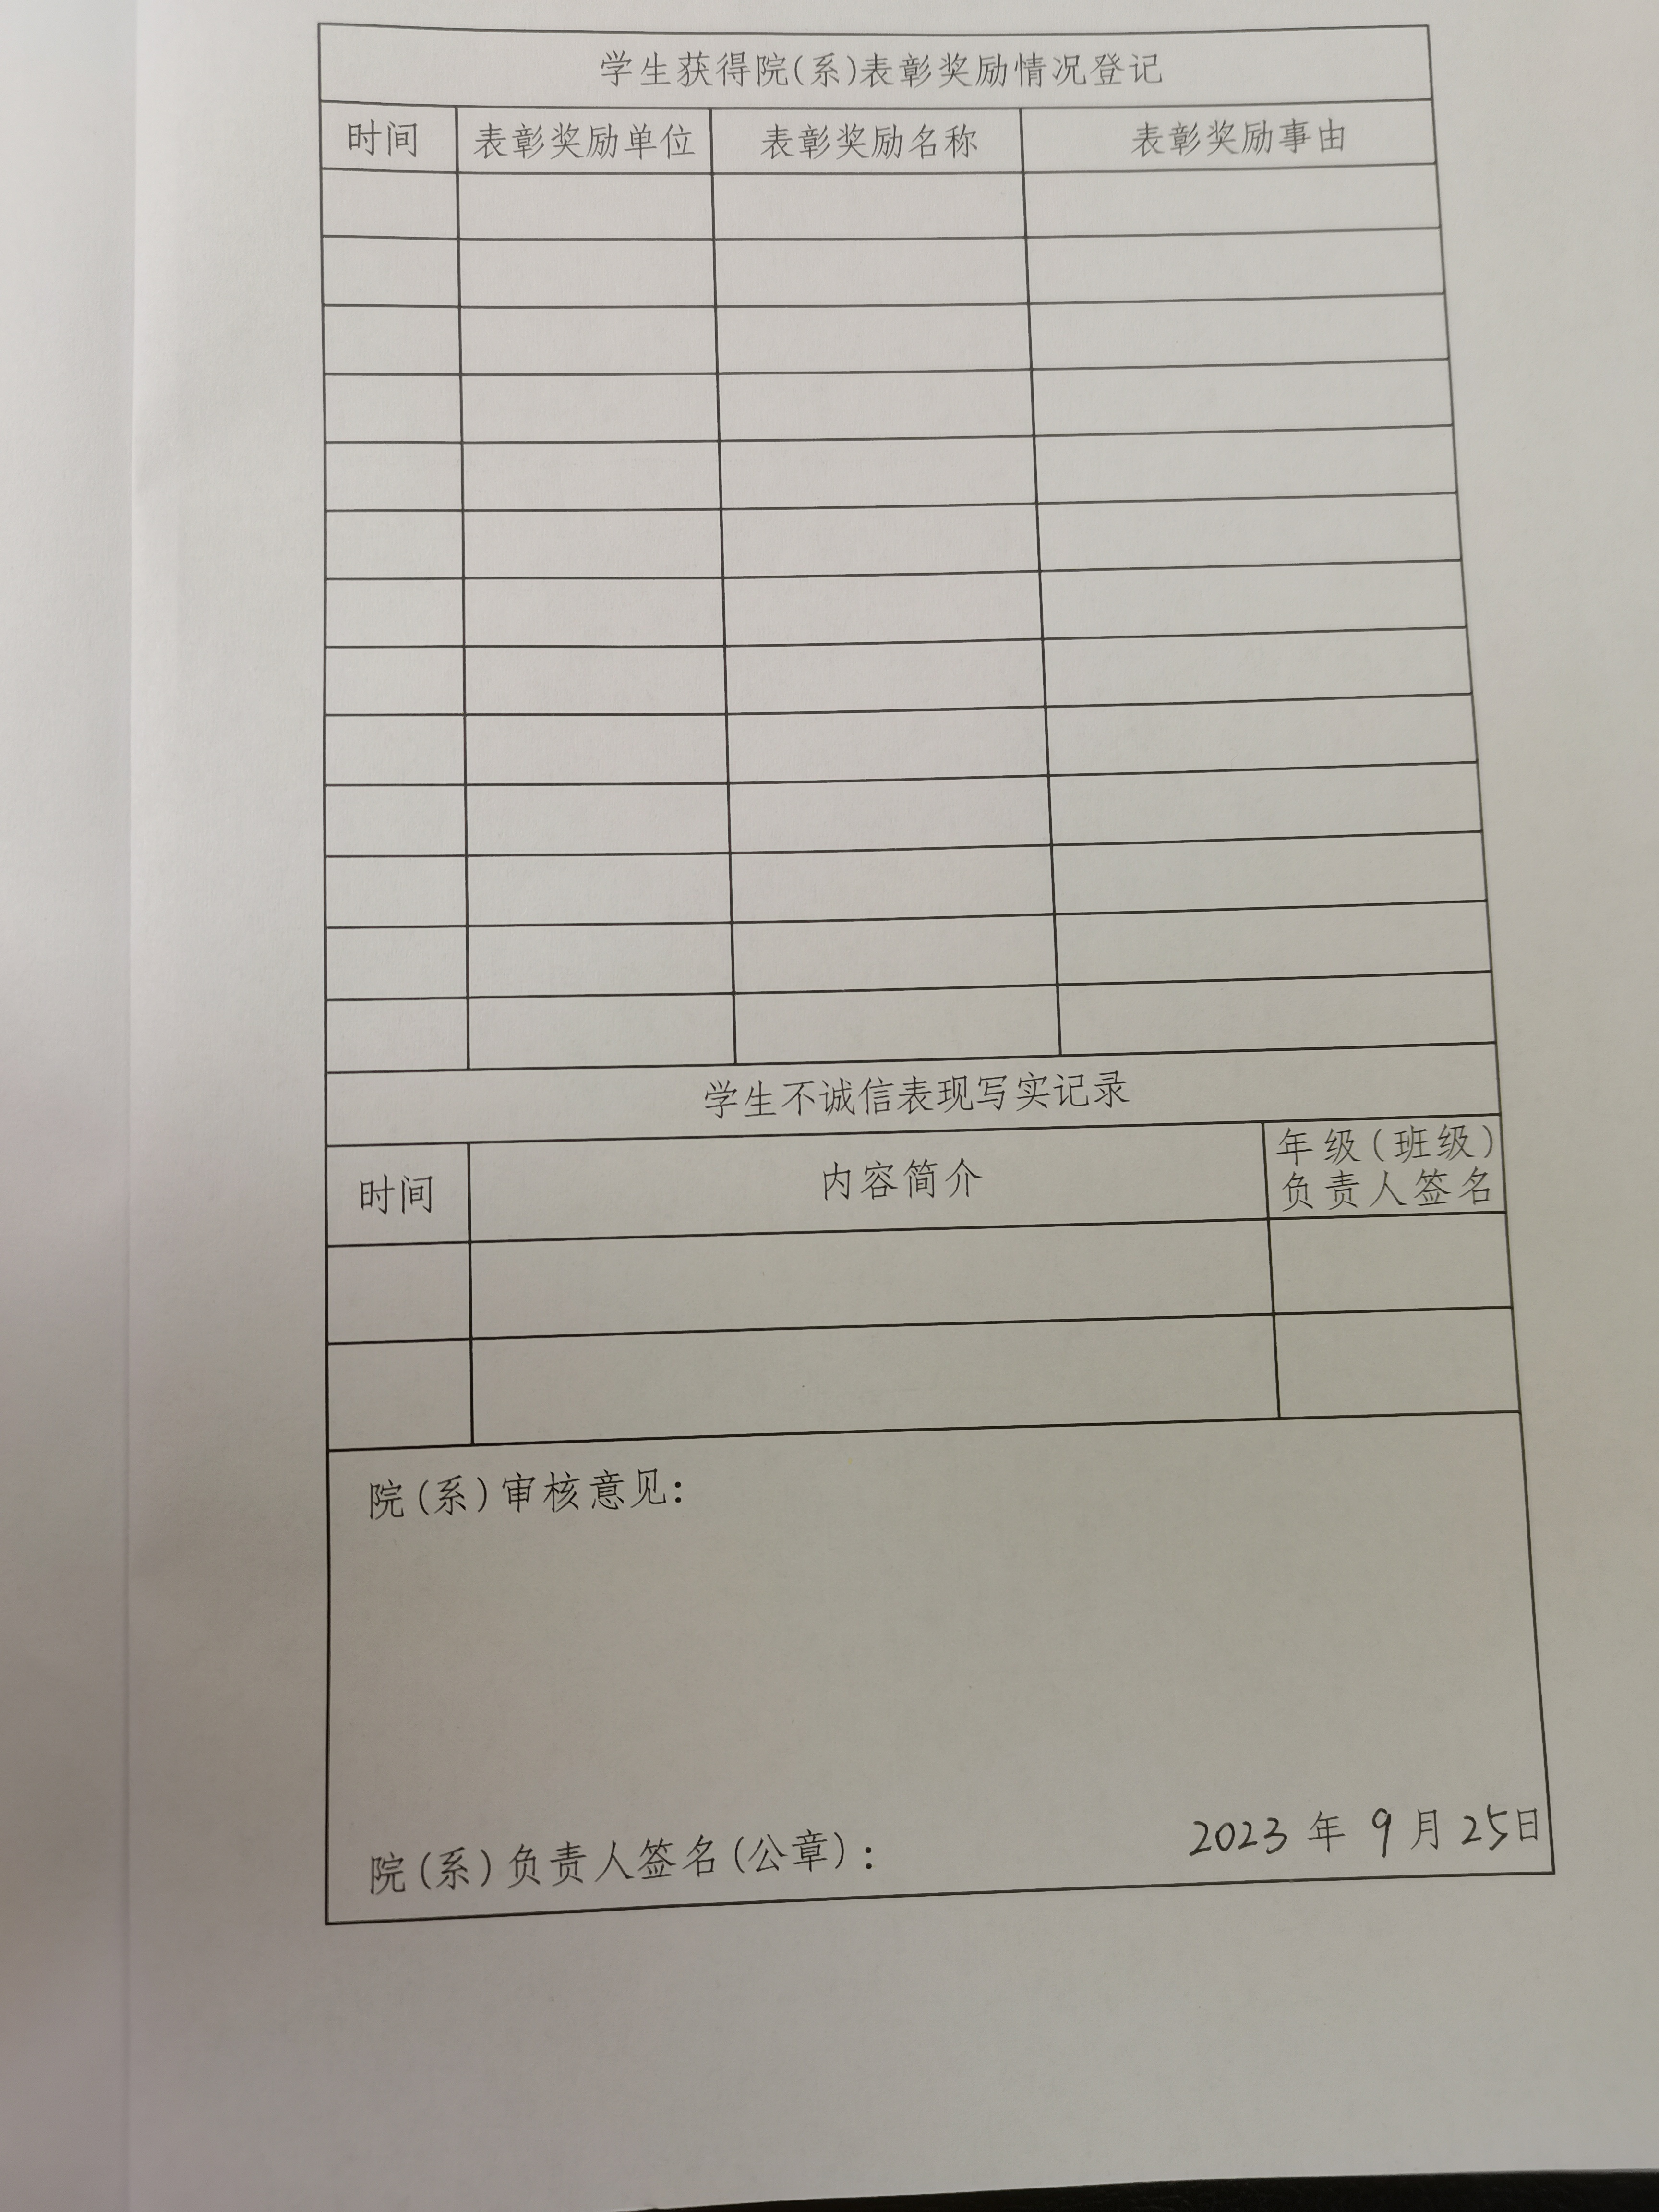 学生获得院(系)表彰奖励情况登记
时间 表彰奖励单位 表彰奖励名称 表彰奖励事由
学生不诚信表现写实记录
时间 内容简介 年级(班级)
负责人签名
院(系)审核意见:
院(系)负责人签名(公章): 2023年9月25日